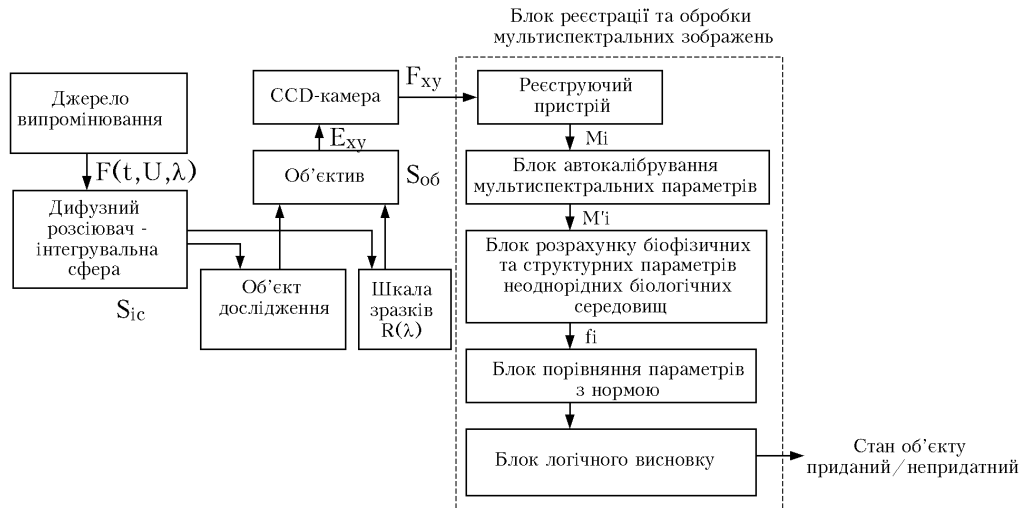 Блок реєстрації та обробки
мультиспектральних зображень
Джерело
випромінювання
F(t,U,λ)
Дифузний
розсіювач -
інтегрувальна
сфера
Sіс
CCD-камера
Fxy
Exy
Об’єктив
Sоб
Об’єкт
дослідження
Шкала
зразків
R(λ)
Реєструючий
пристрій
Mi
Блок автокалібрування
мультиспектральних параметрів
M'i
Блок розрахунку біофізичних
та структурних параметрів
неоднорідних біологічних
середовищ
fi
Блок порівняння параметрів
з нормою
Блок логічного висновку
Стан об’єкту
приданий/непридатний